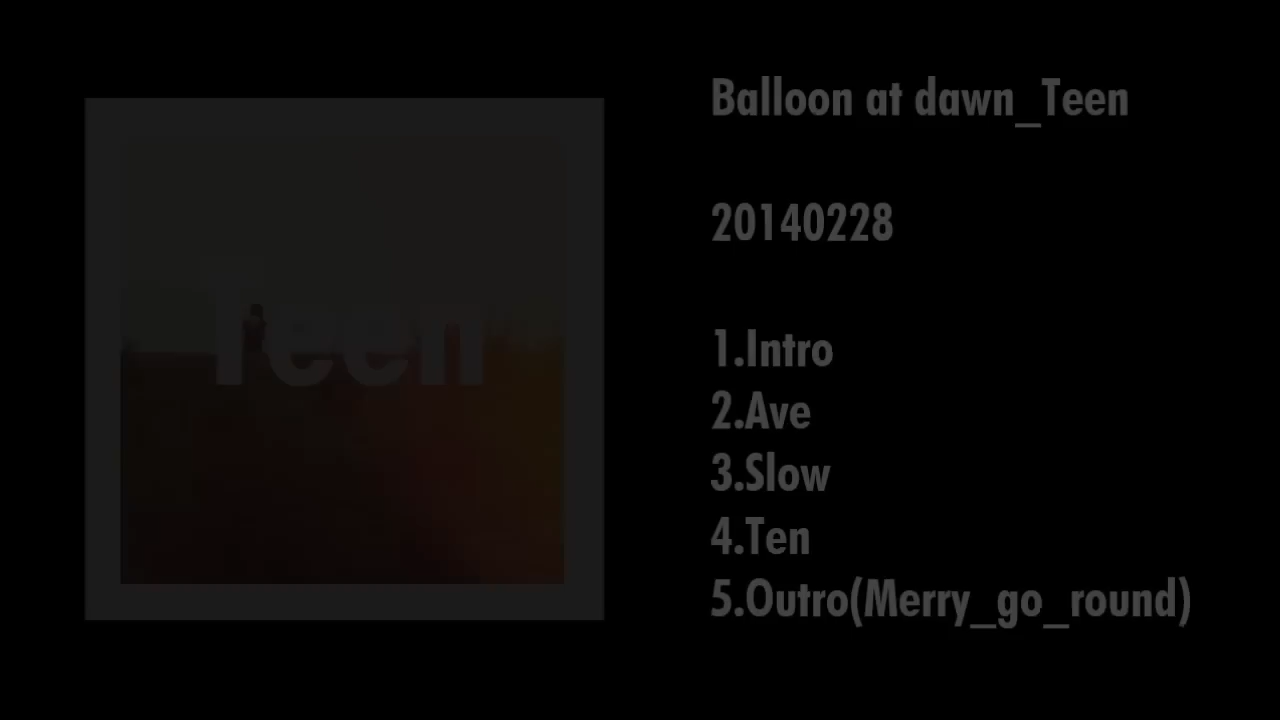 Teen
Balloon at dawn_Teen
20140228
1.Intro
2.Ave
3.Slow
4.Ten
5.Outro(Merry_go_round)